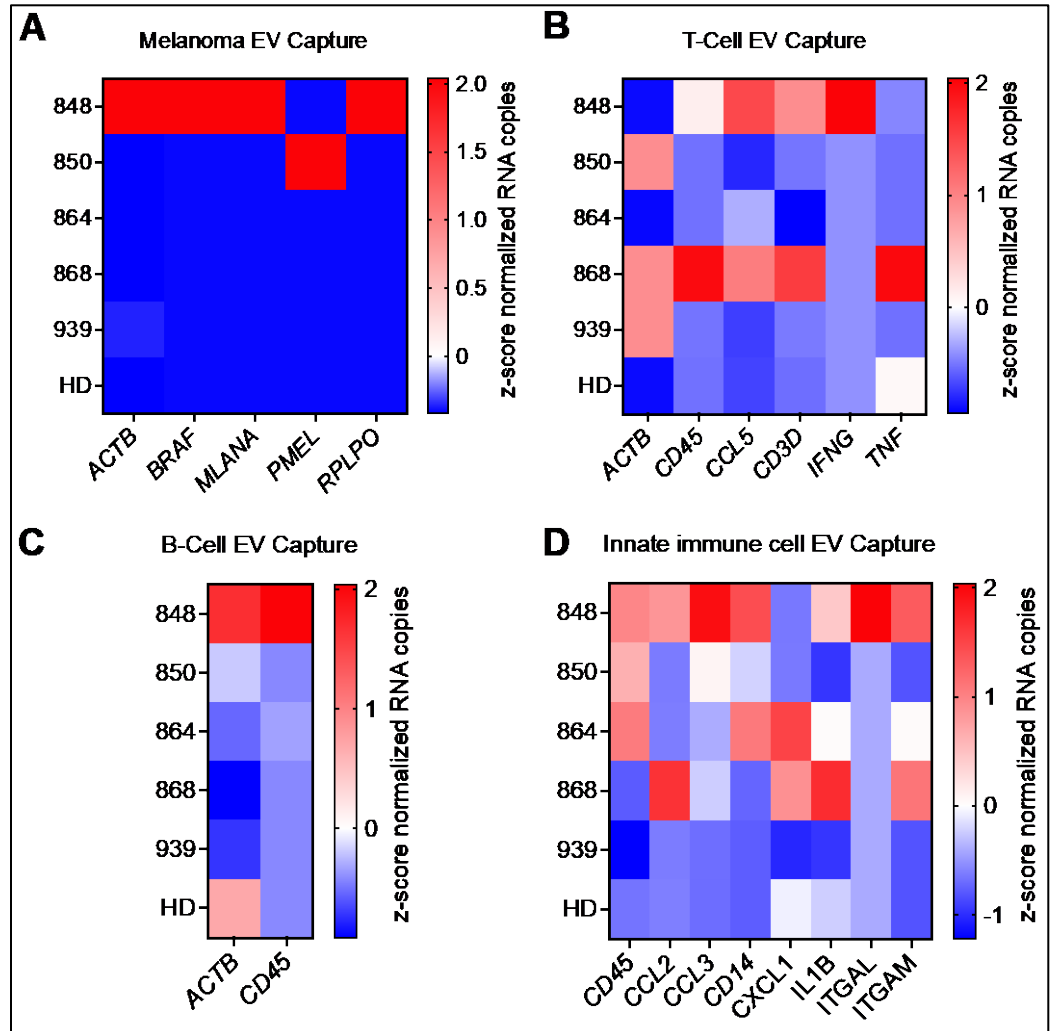 A
Melanoma EV Capture
848
850
864
868
939
HD
ACTB
BRAF
MLANA
PMEL
RPLPO
2.0
1.5
1.0
0.5
0
z-score normalized RNA copies
B
T-Cell EV Capture
848
850
864
868
939
HD
ACTB
CD45
CCL5
CD3D
IFNG
TNF
2
1
0
z-score normalized RNA copies
C
B-Cell EV Capture
848
850
864
868
939
HD
ACTB
CD45
2
1
0
z-score normalized RNA copies
D
Innate immune cell EV Capture
848
850
864
868
939
HD
CD45
CCL2
CCL3
CD14
CXCL1
IL1B
ITGAL
ITGAM
2
1
0
-1
z-score normalized RNA copies